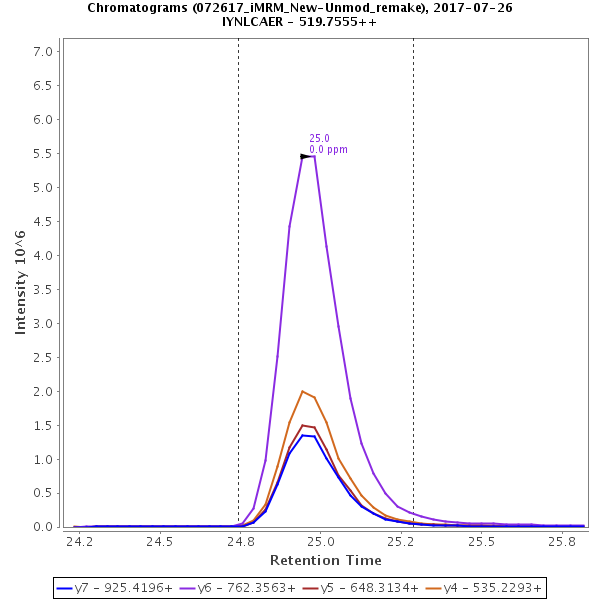 Chromatograms (072617_iMRM_New-Unmod_remake), 2017-07-26
IYNLCAER - 519.7555++
7.0
6.5
6.0
5.5
5.0
4.5
4.0
3.5
3.0
2.5
2.0
1.5
1.0
0.5
0.0
Intensity 10^6
25.0
0.0 ppm
24.2 24.5 24.8 25.0 25.2 25.5 25.8
Retention Time
y7 - 925.4196+ y6 - 762.3563+ y5 - 648.3134+ y4 - 535.2293+